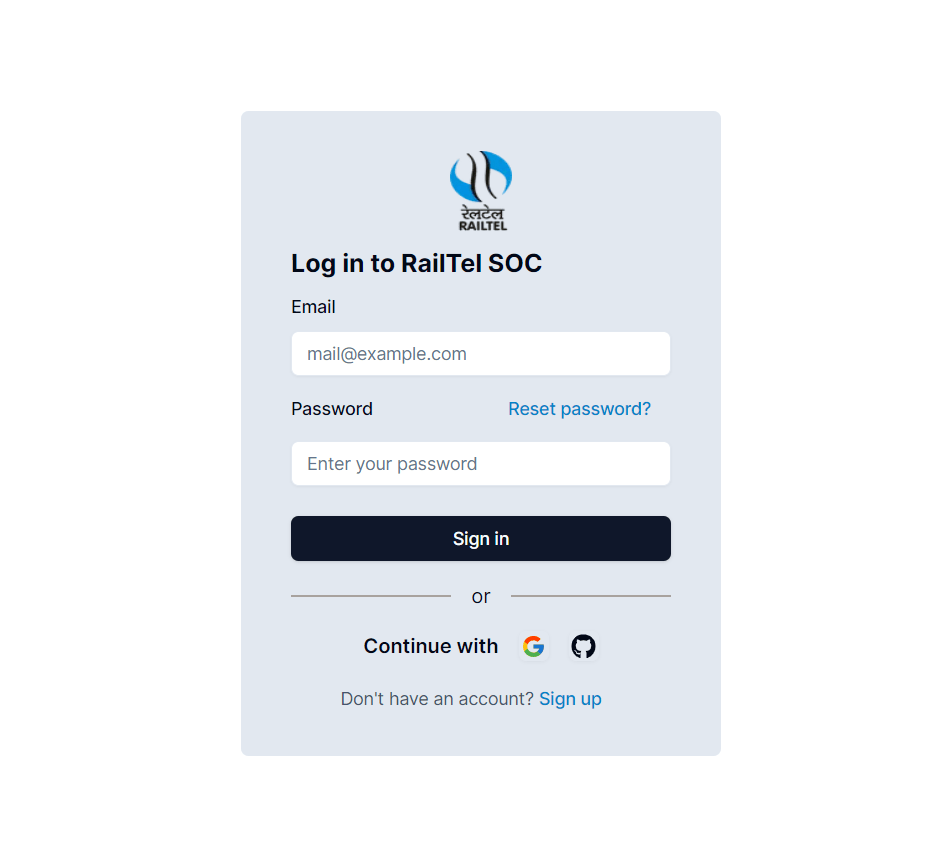 रेलटेल
RAILTEL
Log in to RailTel SOC
Email
mail@example.com
Password Reset password?
Enter your password
Sign in
or
Continue with
Don't have an account? Sign up